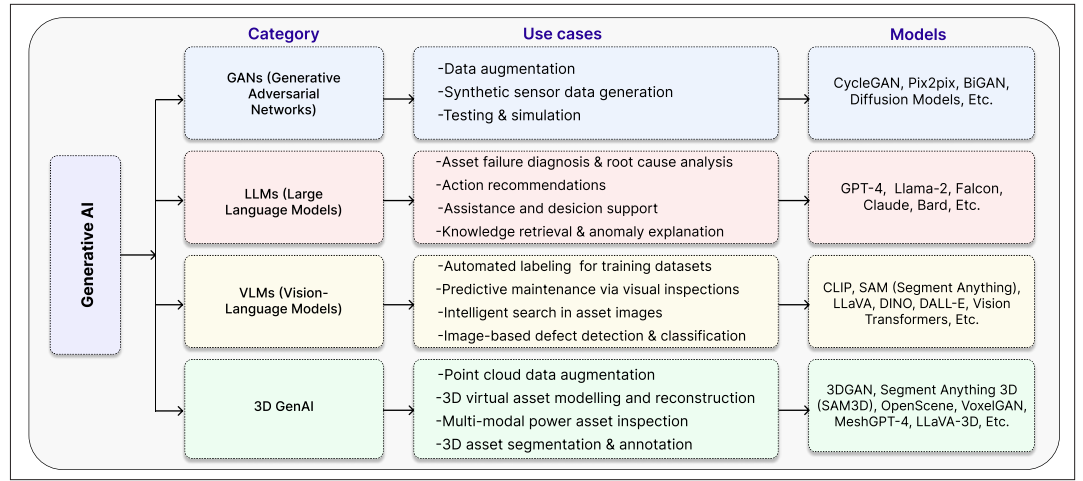 Category
Use cases
Models
Generative AI
GANs (Generative
Adversarial
Networks)
-Data augmentation
-Synthetic sensor data generation
-Testing & simulation
CycleGAN, Pix2pix, BiGAN,
Diffusion Models, Etc.
LLMs (Large
Language Models)
-Asset failure diagnosis & root cause analysis
-Action recommendations
-Assistance and desicion support
-Knowledge retrieval & anomaly explanation
GPT-4, Llama-2, Falcon,
Claude, Bard, Etc.
VLMs (Vision-
Language Models)
-Automated labeling for training datasets
-Predictive maintenance via visual inspections
-Intelligent search in asset images
-Image-based defect detection & classification
CLIP, SAM (Segment Anything),
LLaVA, DINO, DALL-E, Vision
Transformers, Etc.
3D GenAI
-Point cloud data augmentation
-3D virtual asset modelling and reconstruction
-Multi-modal power asset inspection
-3D asset segmentation & annotation
3DGAN, Segment Anything 3D
(SAM3D), OpenScene, VoxelGAN,
MeshGPT-4, LLaVA-3D, Etc.